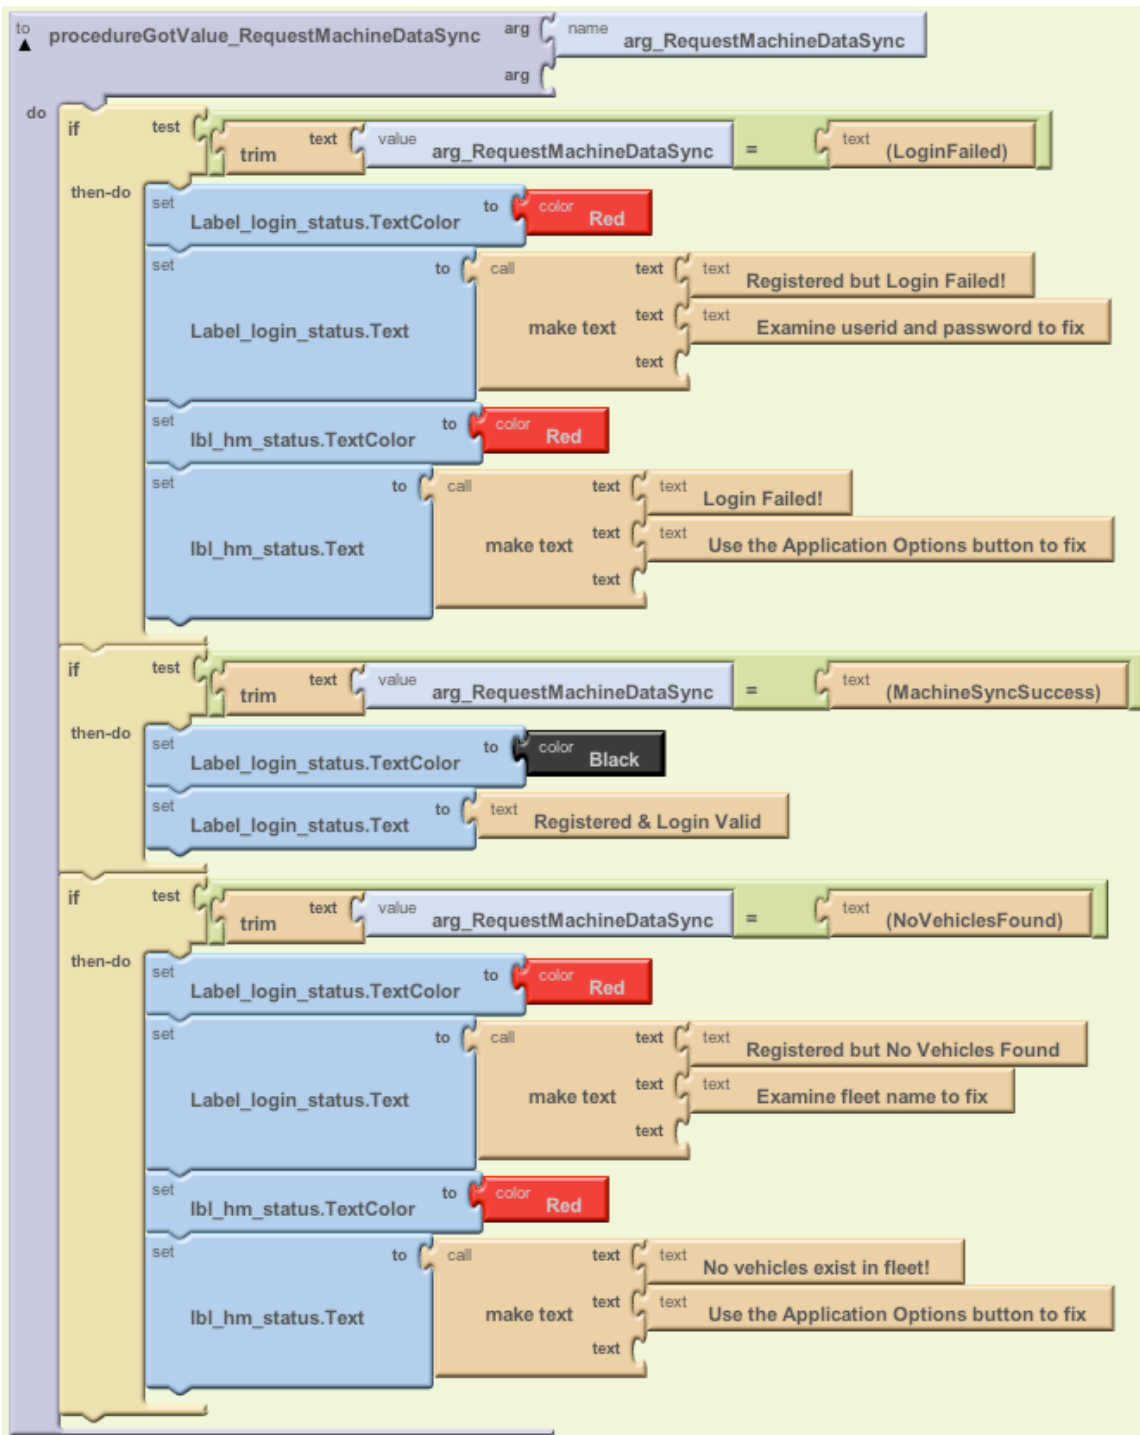 to procedureGotValue_RequestMachineDataSync arg name arg_RequestMachineDataSync
arg
do
if test trim text value arg_RequestMachineDataSync = text (LoginFailed)
then-do
set Label_login_status.TextColor to color Red
set Label_login_status.Text to call make text text text Registered but Login Failed!
text text Examine userid and password to fix
text
set lbl_hm_status.TextColor to color Red
set lbl_hm_status.Text to call make text text text Login Failed!
text text Use the Application Options button to fix
text
if test trim text value arg_RequestMachineDataSync = text (MachineSyncSuccess)
then-do
set Label_login_status.TextColor to color Black
set Label_login_status.Text to text Registered & Login Valid
if test trim text value arg_RequestMachineDataSync = text (NoVehiclesFound)
then-do
set Label_login_status.TextColor to color Red
set Label_login_status.Text to call make text text text Registered but No Vehicles Found
text text Examine fleet name to fix
text
set lbl_hm_status.TextColor to color Red
set lbl_hm_status.Text to call make text text text No vehicles exist in fleet!
text text Use the Application Options button to fix
text